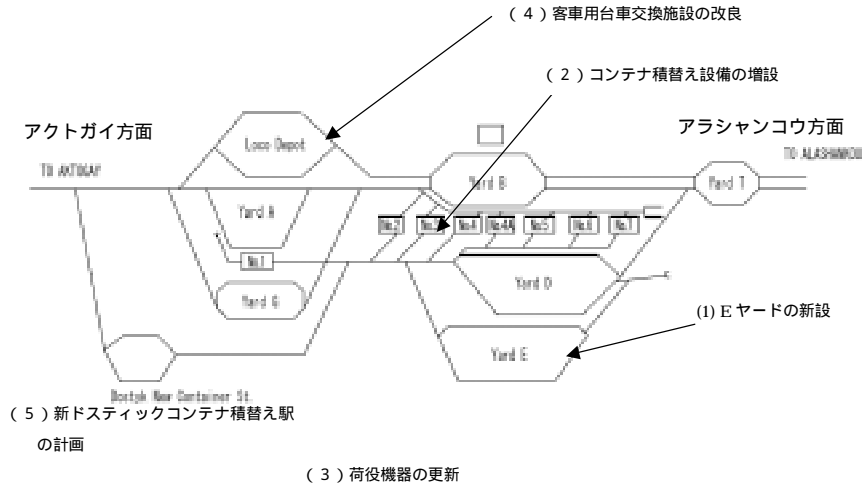 (４)客車用台車交換施設の改良
(２)コンテナ積替え設備の増設
アクトガイ方面
アラシャンコウ方面
Loco Depot
TO AKTOGAY
TO ALASHANKOU
Yard B
Yard T
Yard A
No.2
No.3
No.4
No.4A
No.5
No.6
No.7
No.1
Yard G
Yard D
(1)Ｅヤードの新設
Yard E
Dostyk New Container St.
(５)新ドスティックコンテナ積替え駅
の計画
(３)荷役機器の更新